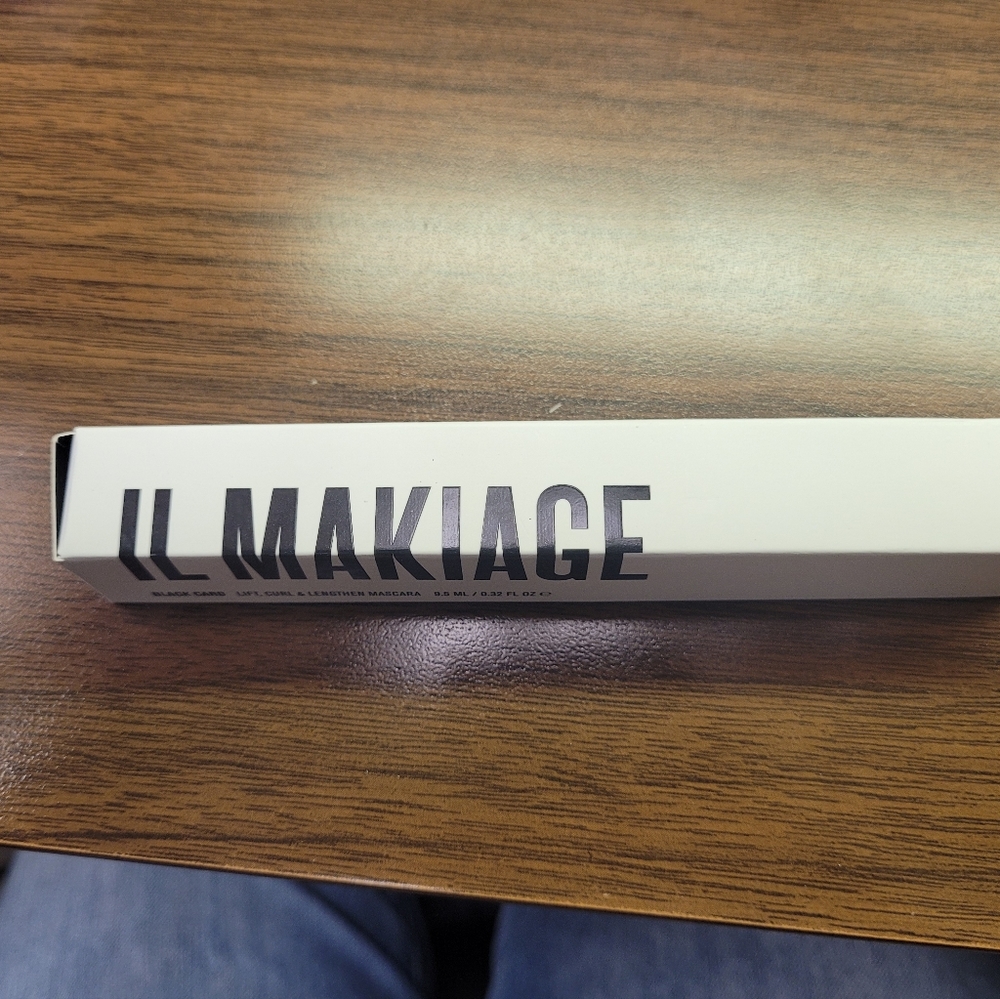 IL MAKIAGE
BLACK CARD LIFT, CURL & LENGTHEN MASCARA 9.5 ML / 0.32 FL OZ ℮